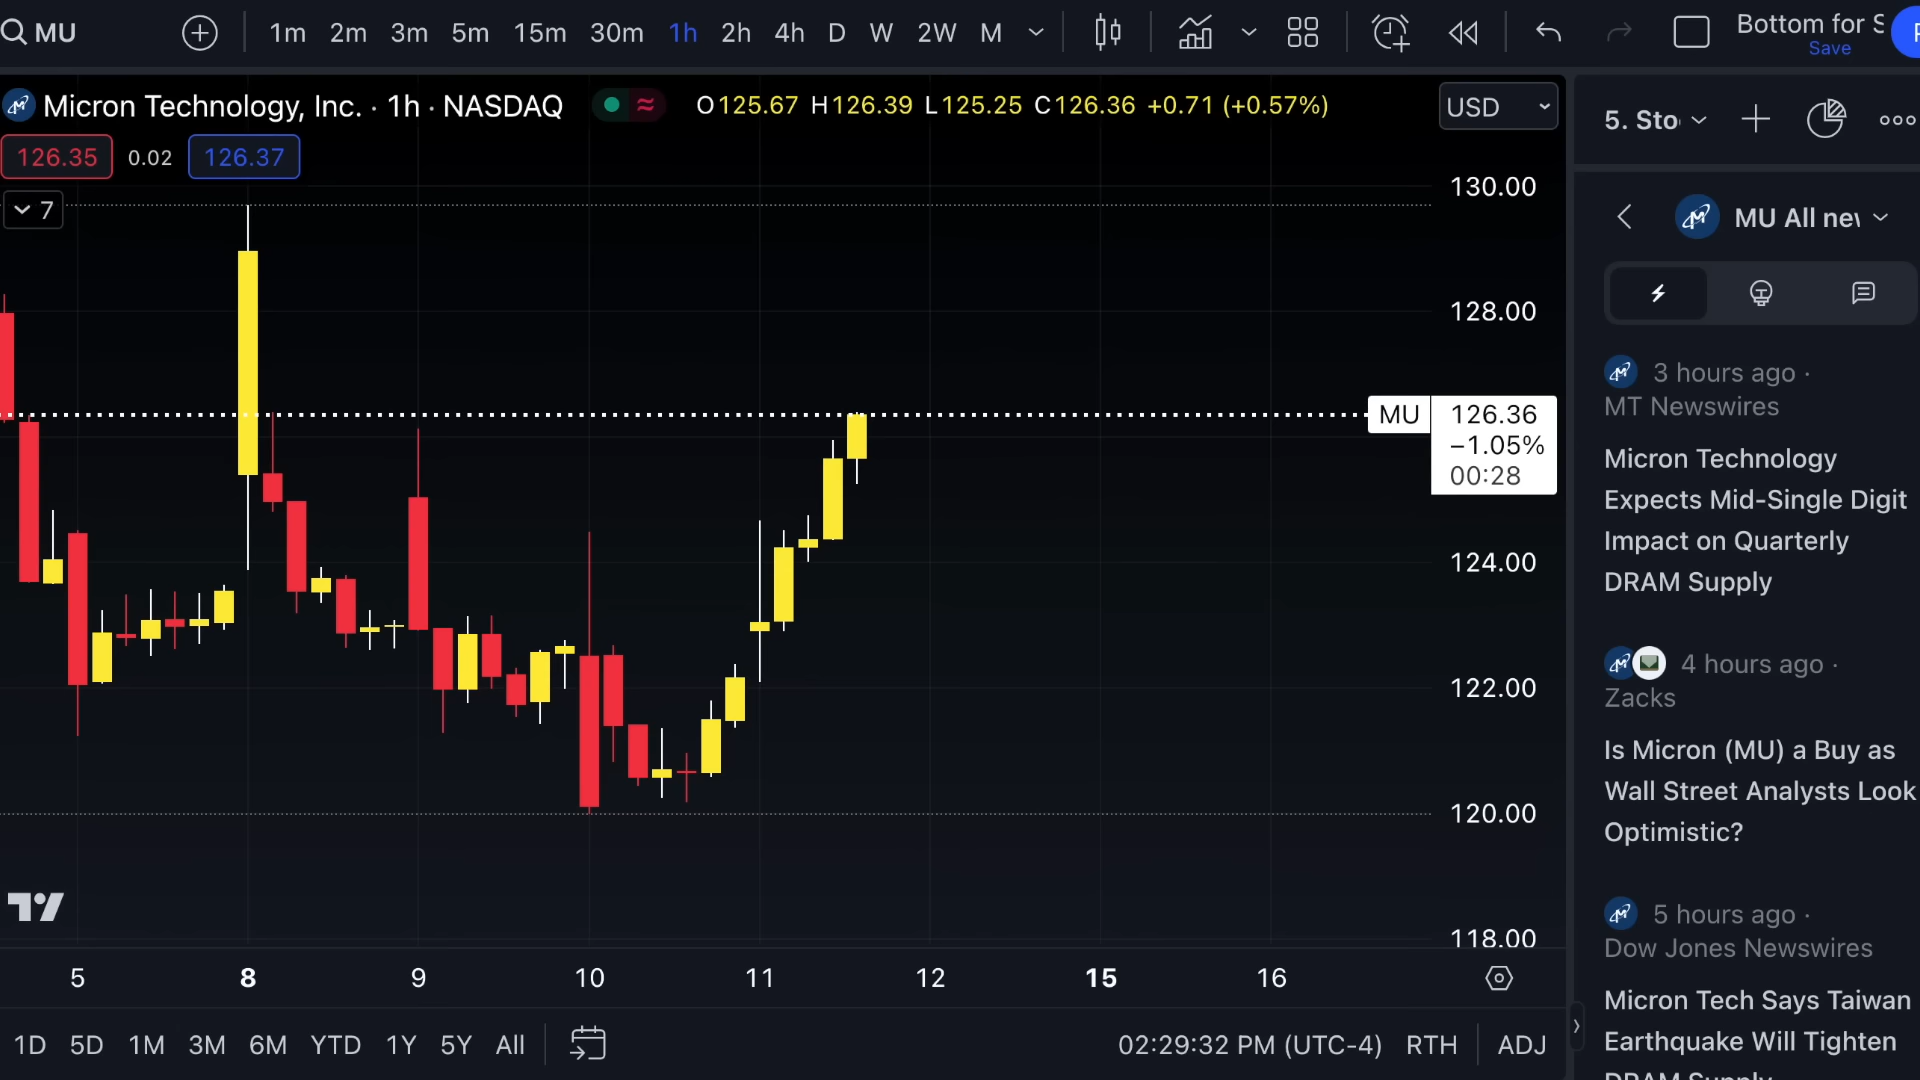 MU
1m 2m 3m 5m 15m 30m 1h 2h 4h D W 2W M
Bottom for S
Save
Micron Technology, Inc. · 1h · NASDAQ
O125.67 H126.39 L125.25 C126.36 +0.71 (+0.57%)
USD
126.35 0.02 126.37
7
130.00
128.00
MU 126.36
−1.05%
00:28
124.00
122.00
120.00
118.00
5 8 9 10 11 12 15 16
1D 5D 1M 3M 6M YTD 1Y 5Y All
02:29:32 PM (UTC-4) RTH ADJ
5. Sto
MU All new
3 hours ago ·
MT Newswires
Micron Technology
Expects Mid-Single Digit
Impact on Quarterly
DRAM Supply
4 hours ago ·
Zacks
Is Micron (MU) a Buy as
Wall Street Analysts Look
Optimistic?
5 hours ago ·
Dow Jones Newswires
Micron Tech Says Taiwan
Earthquake Will Tighten
DRAM Supply